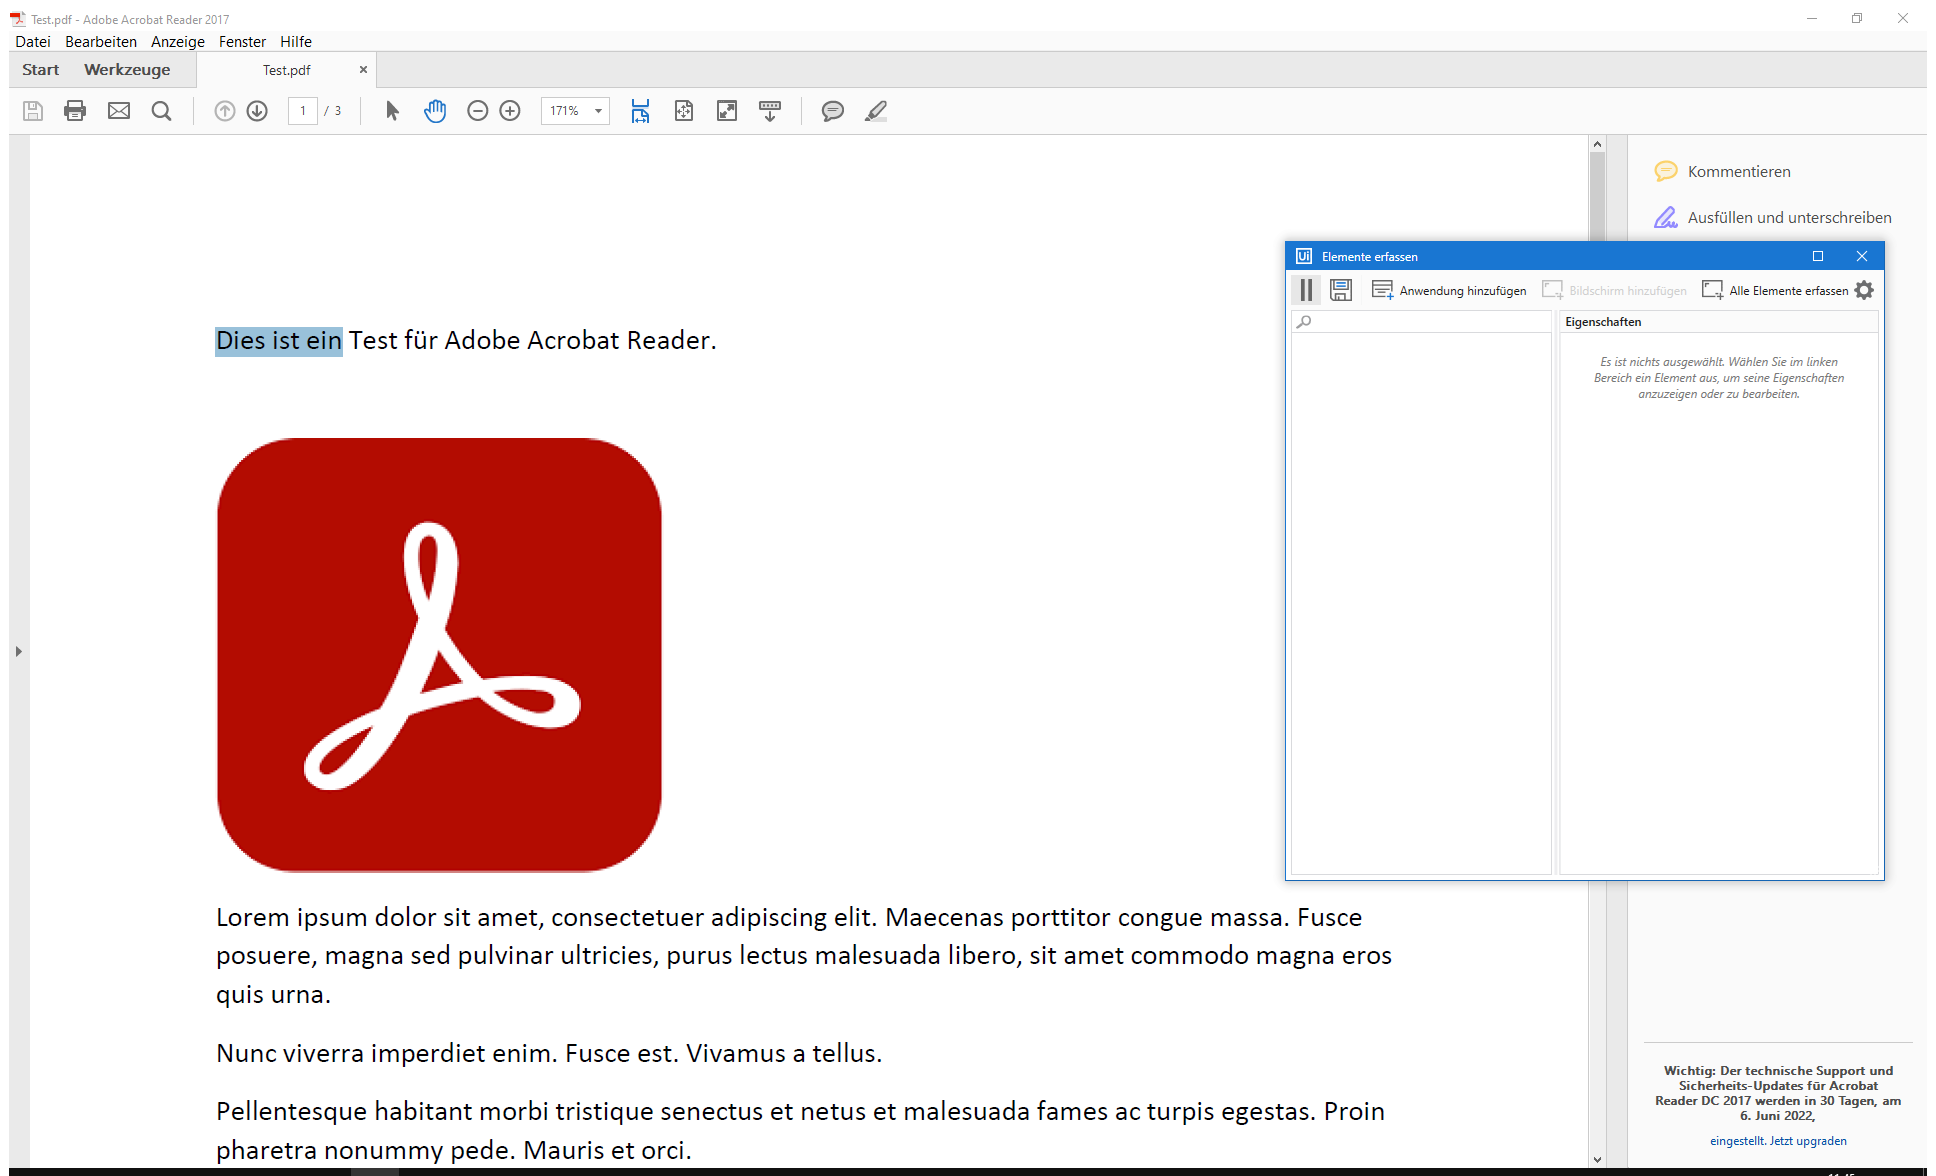 Test.pdf - Adobe Acrobat Reader 2017
Datei Bearbeiten Anzeige Fenster Hilfe
Start Werkzeuge Test.pdf
1 / 3 171%
Kommentieren
Ausfüllen und unterschreiben
Ui Elemente erfassen
Anwendung hinzufügen Bildschirm hinzufügen Alle Elemente erfassen
Eigenschaften
Es ist nichts ausgewählt. Wählen Sie im linken
Bereich ein Element aus, um seine Eigenschaften
anzuzeigen oder zu bearbeiten.
Dies ist ein Test für Adobe Acrobat Reader.
Lorem ipsum dolor sit amet, consectetuer adipiscing elit. Maecenas porttitor congue massa. Fusce
posuere, magna sed pulvinar ultricies, purus lectus malesuada libero, sit amet commodo magna eros
quis urna.
Nunc viverra imperdiet enim. Fusce est. Vivamus a tellus.
Pellentesque habitant morbi tristique senectus et netus et malesuada fames ac turpis egestas. Proin
pharetra nonummy pede. Mauris et orci.
Wichtig: Der technische Support und
Sicherheits-Updates für Acrobat
Reader DC 2017 werden in 30 Tagen, am
6. Juni 2022,
eingestellt. Jetzt upgraden